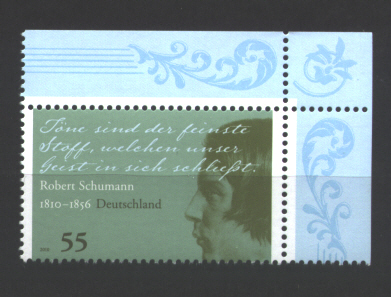 Töne sind der feinste
Stoff, welchen unser
Geist in sich schließt.
Robert Schumann
1810–1856 Deutschland
55